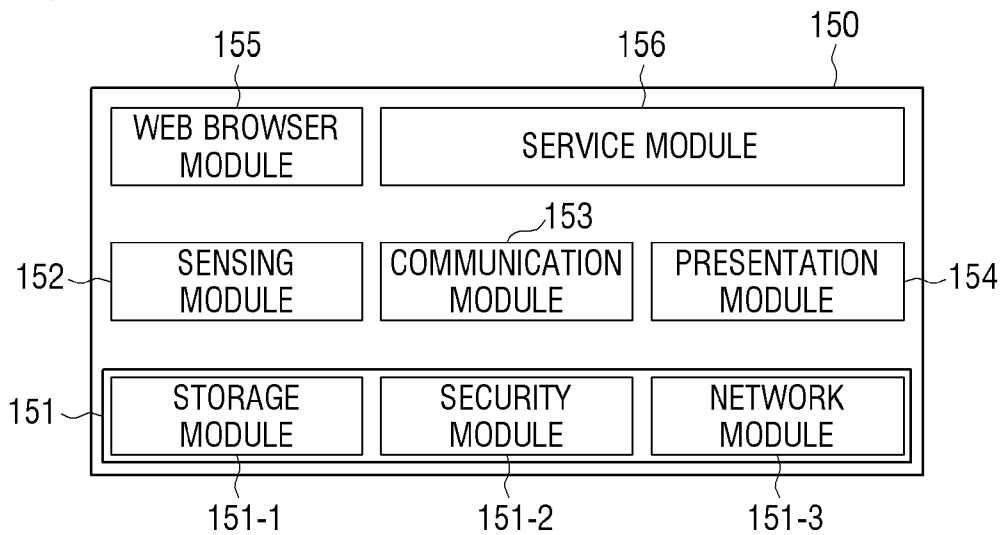 150
155
156
WEB BROWSER
MODULE
SERVICE MODULE
153
152
SENSING
MODULE
COMMUNICATION
MODULE
PRESENTATION
MODULE
154
151
STORAGE
MODULE
SECURITY
MODULE
NETWORK
MODULE
151-1
151-2
151-3